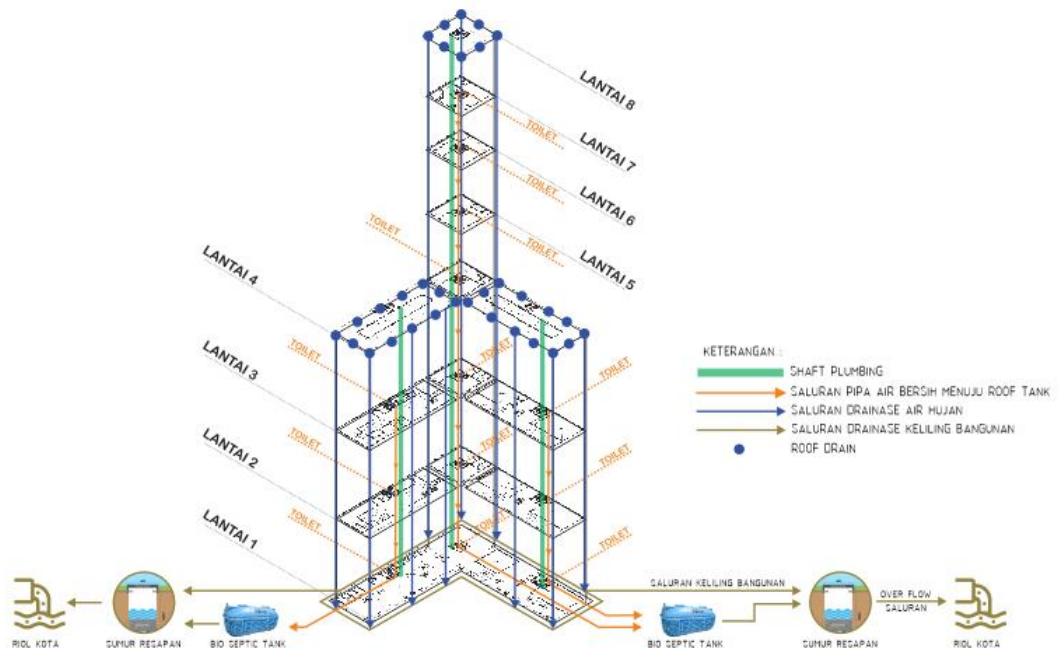 LANTAI 8
TOILET
LANTAI 7
TOILET
LANTAI 6
TOILET
TOILET
LANTAI 5
LANTAI 4
TOILET
TOILET
TOILET
LANTAI 3
TOILET
TOILET
TOILET
LANTAI 2
TOILET
TOILET
TOILET
LANTAI 1
KETERANGAN :
SHAFT PLUMBING
SALURAN PIPA AIR BERSIH MENUJU ROOF TANK
SALURAN DRAINASE AIR HUJAN
SALURAN DRAINASE KELILING BANGUNAN
ROOF DRAIN
SALURAN KELILING BANGUNAN
OVER FLOW
SALURAN
RIOL KOTA
SUMUR RESAPAN
BIO SEPTIC TANK
BIO SEPTIC TANK
SUMUR RESAPAN
RIOL KOTA